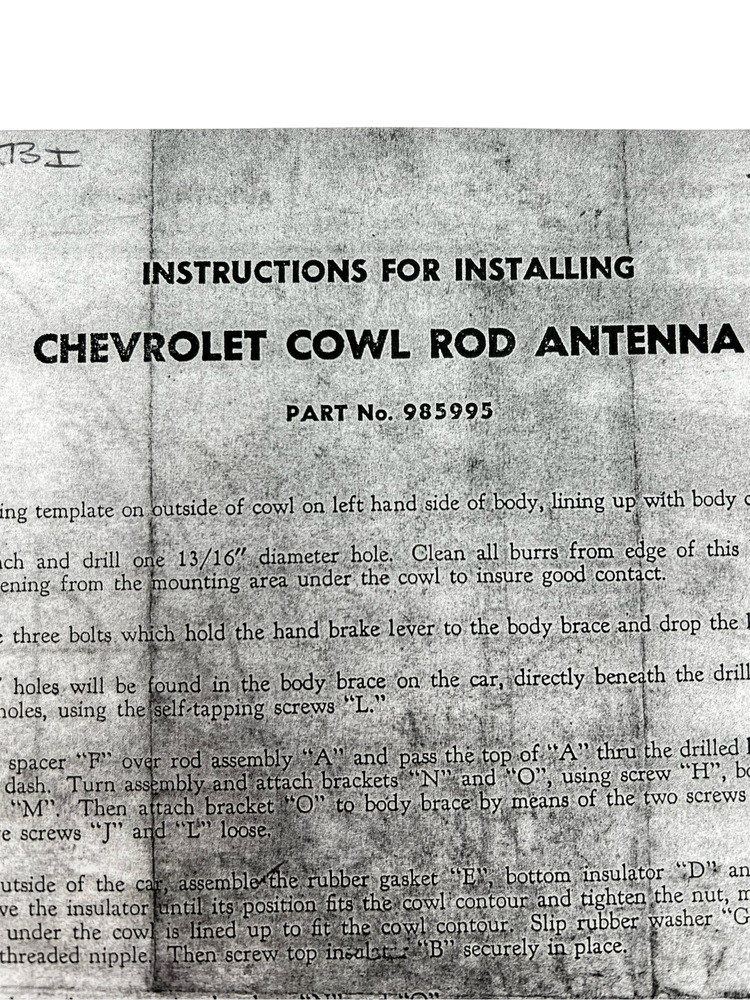 INSTRUCTIONS FOR INSTALLING
CHEVROLET COWL ROD ANTENNA
PART No. 985995
ing template on outside of cowl on left hand side of body, lining up with body
and drill one 13/16" diameter hole. Clean all burrs from edge of this
ening from the mounting area under the cowl to insure good contact.
three bolts which hold the hand brake lever to the body brace and drop the
holes will be found in the body brace on the car, directly beneath the drill
holes, using the self-tapping screws "L."
spacer "F" over rod assembly "A" and pass the top of "A" thru the drilled
dash. Turn assembly and attach brackets "N" and "O", using screw "H",
"M". Then attach bracket "O" to body brace by means of the two screws
screws "J" and "L" loose.
utside of the car, assemble the rubber gasket "E", bottom insulator "D" an
ve the insulator until its position fits the cowl contour and tighten the nut,
under the cowl is lined up to fit the cowl contour. Slip rubber washer "G
threaded nipple. Then screw top insulator "B" securely in place.